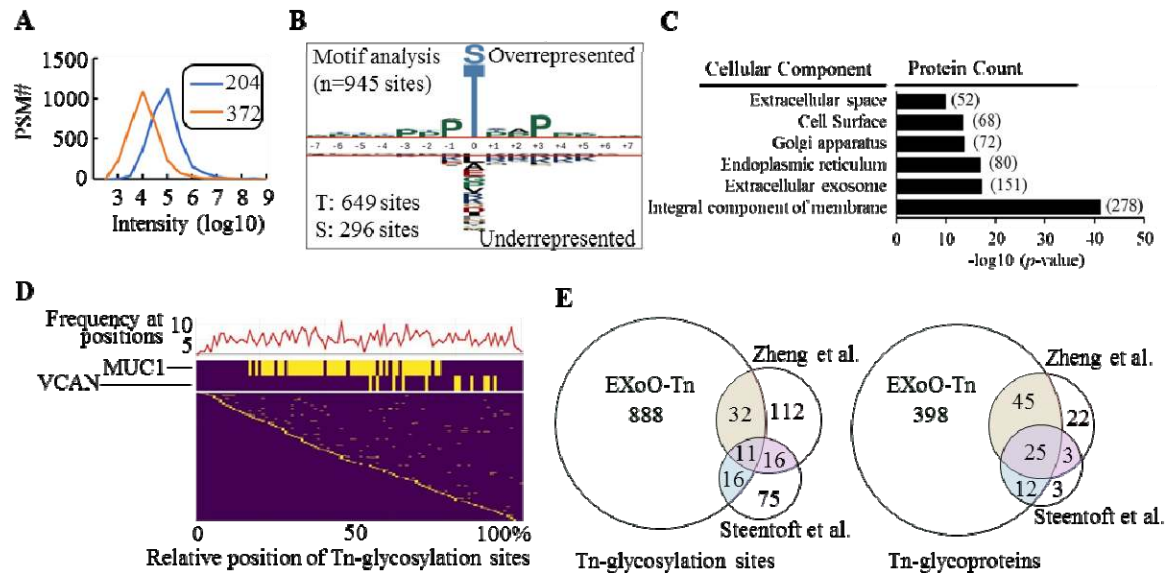 A
1500
1000
500
0
PSM#
204
372
3 4 5 6 7 8 9
Intensity (log10)
B
Motif analysis
(n=945 sites)
S
T
Overrepresented
P
P
-7 -6 -5 -4 -3 -2 -1 0 +1 +2 +3 +4 +5 +6 +7
T: 649 sites
S: 296 sites
Underrepresented
C
Cellular Component
Protein Count
Extracellular space
(52)
Cell Surface
(68)
Golgi apparatus
(72)
Endoplasmic reticulum
(80)
Extracellular exosome
(151)
Integral component of membrane
(278)
0 10 20 30 40 50
-log10 (p-value)
D
Frequency at
positions
10
5
MUC1
VCAN
0 50 100%
Relative position of Tn-glycosylation sites
E
EXoO-Tn
888
Zheng et al.
32
112
11
16
16
75
Steentoft et al.
Tn-glycosylation sites
EXoO-Tn
398
Zheng et al.
45
22
25
3
12
3
Steentoft et al.
Tn-glycoproteins